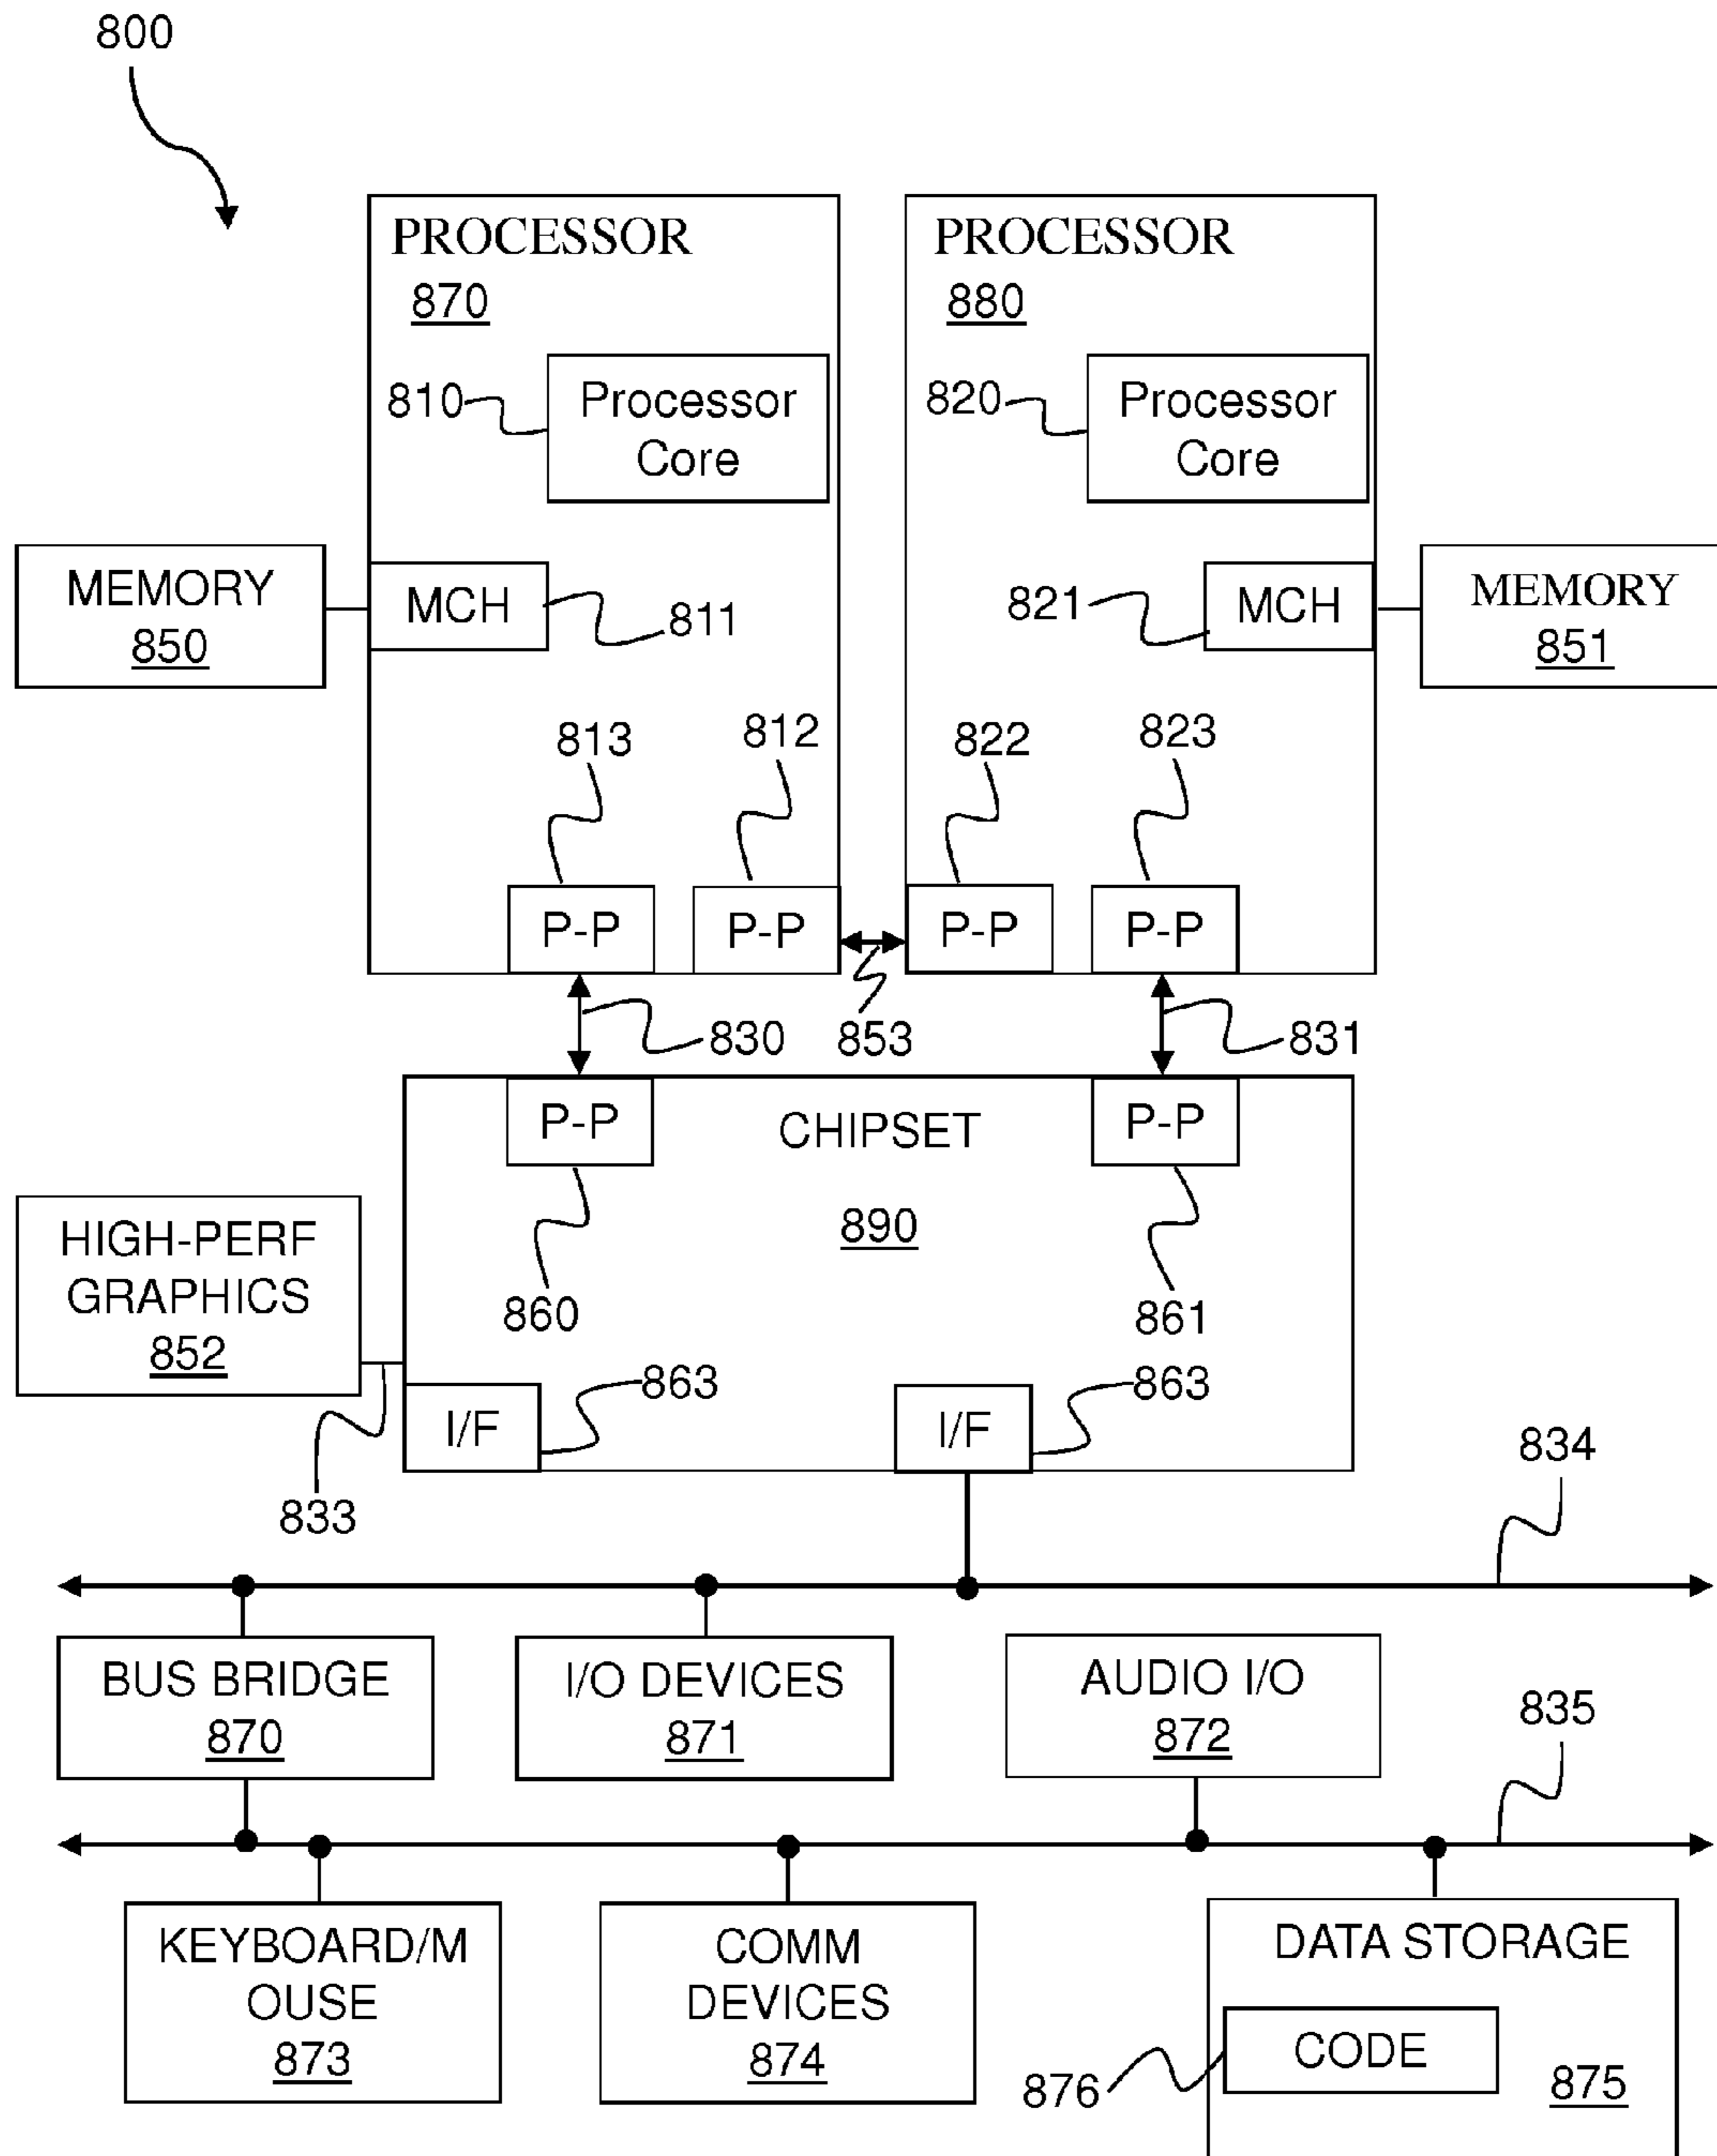 800
PROCESSOR
870
PROCESSOR
880
810
Processor
Core
820
Processor
Core
MEMORY
850
MCH
811
821
MCH
MEMORY
851
813
812
822
823
P-P
P-P
P-P
P-P
830
853
831
P-P
CHIPSET
P-P
890
860
861
HIGH-PERF
GRAPHICS
852
863
863
I/F
I/F
833
834
BUS BRIDGE
870
I/O DEVICES
871
AUDIO I/O
872
835
KEYBOARD/M
OUSE
873
COMM
DEVICES
874
DATA STORAGE
CODE
876
875